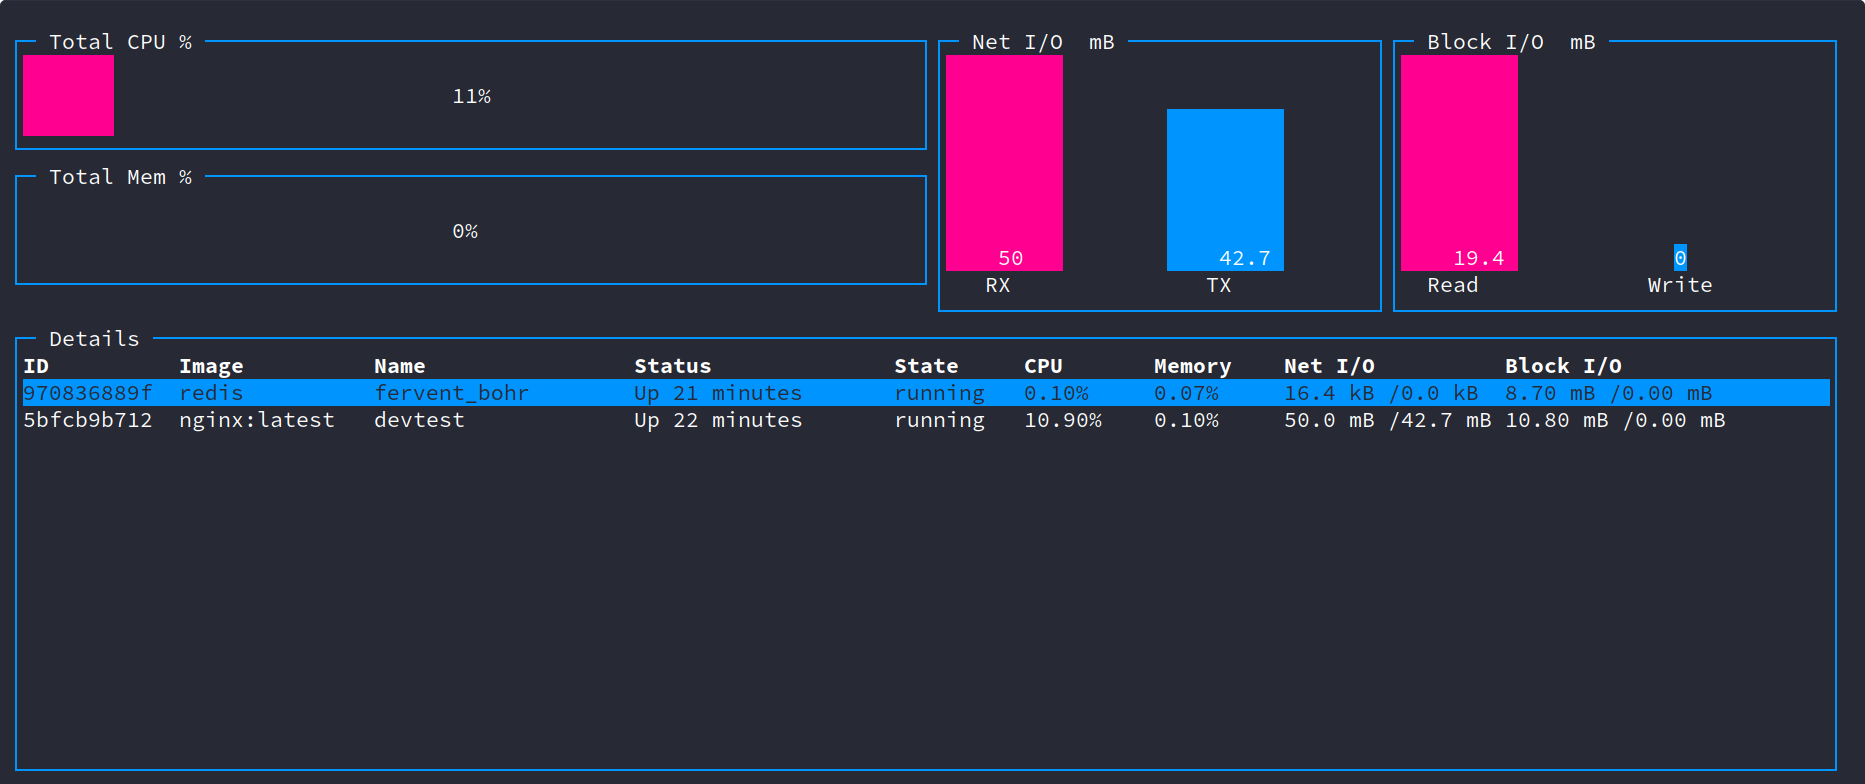 Total CPU %
11%
Total Mem %
0%
Net I/O  mB
50 42.7
RX TX
Block I/O  mB
19.4 0
Read Write
Details
ID Image Name Status State CPU Memory Net I/O Block I/O
970836889f redis fervent_bohr Up 21 minutes running 0.10% 0.07% 16.4 kB /0.0 kB 8.70 mB /0.00 mB
5bfcb9b712 nginx:latest devtest Up 22 minutes running 10.90% 0.10% 50.0 mB /42.7 mB 10.80 mB /0.00 mB